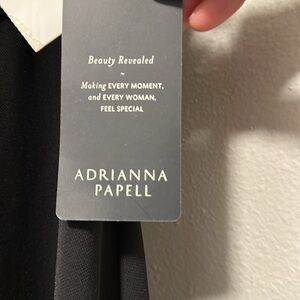 Beauty Revealed
~
Making EVERY MOMENT,
and EVERY WOMAN,
FEEL SPECIAL
ADRIANNA
PAPELL